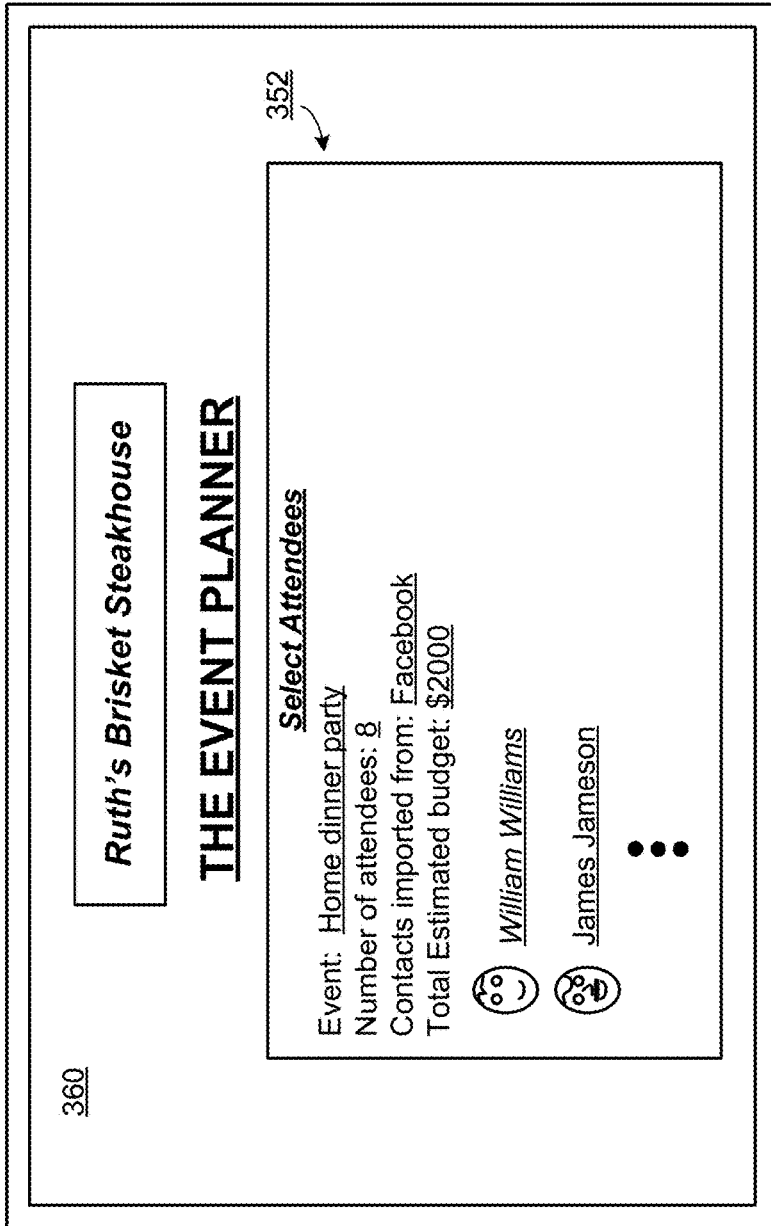 360
Ruth's Brisket Steakhouse
THE EVENT PLANNER
352
Select Attendees
Event: Home dinner party
Number of attendees: 8
Contacts imported from: Facebook
Total Estimated budget: $2000
William Williams
James Jameson